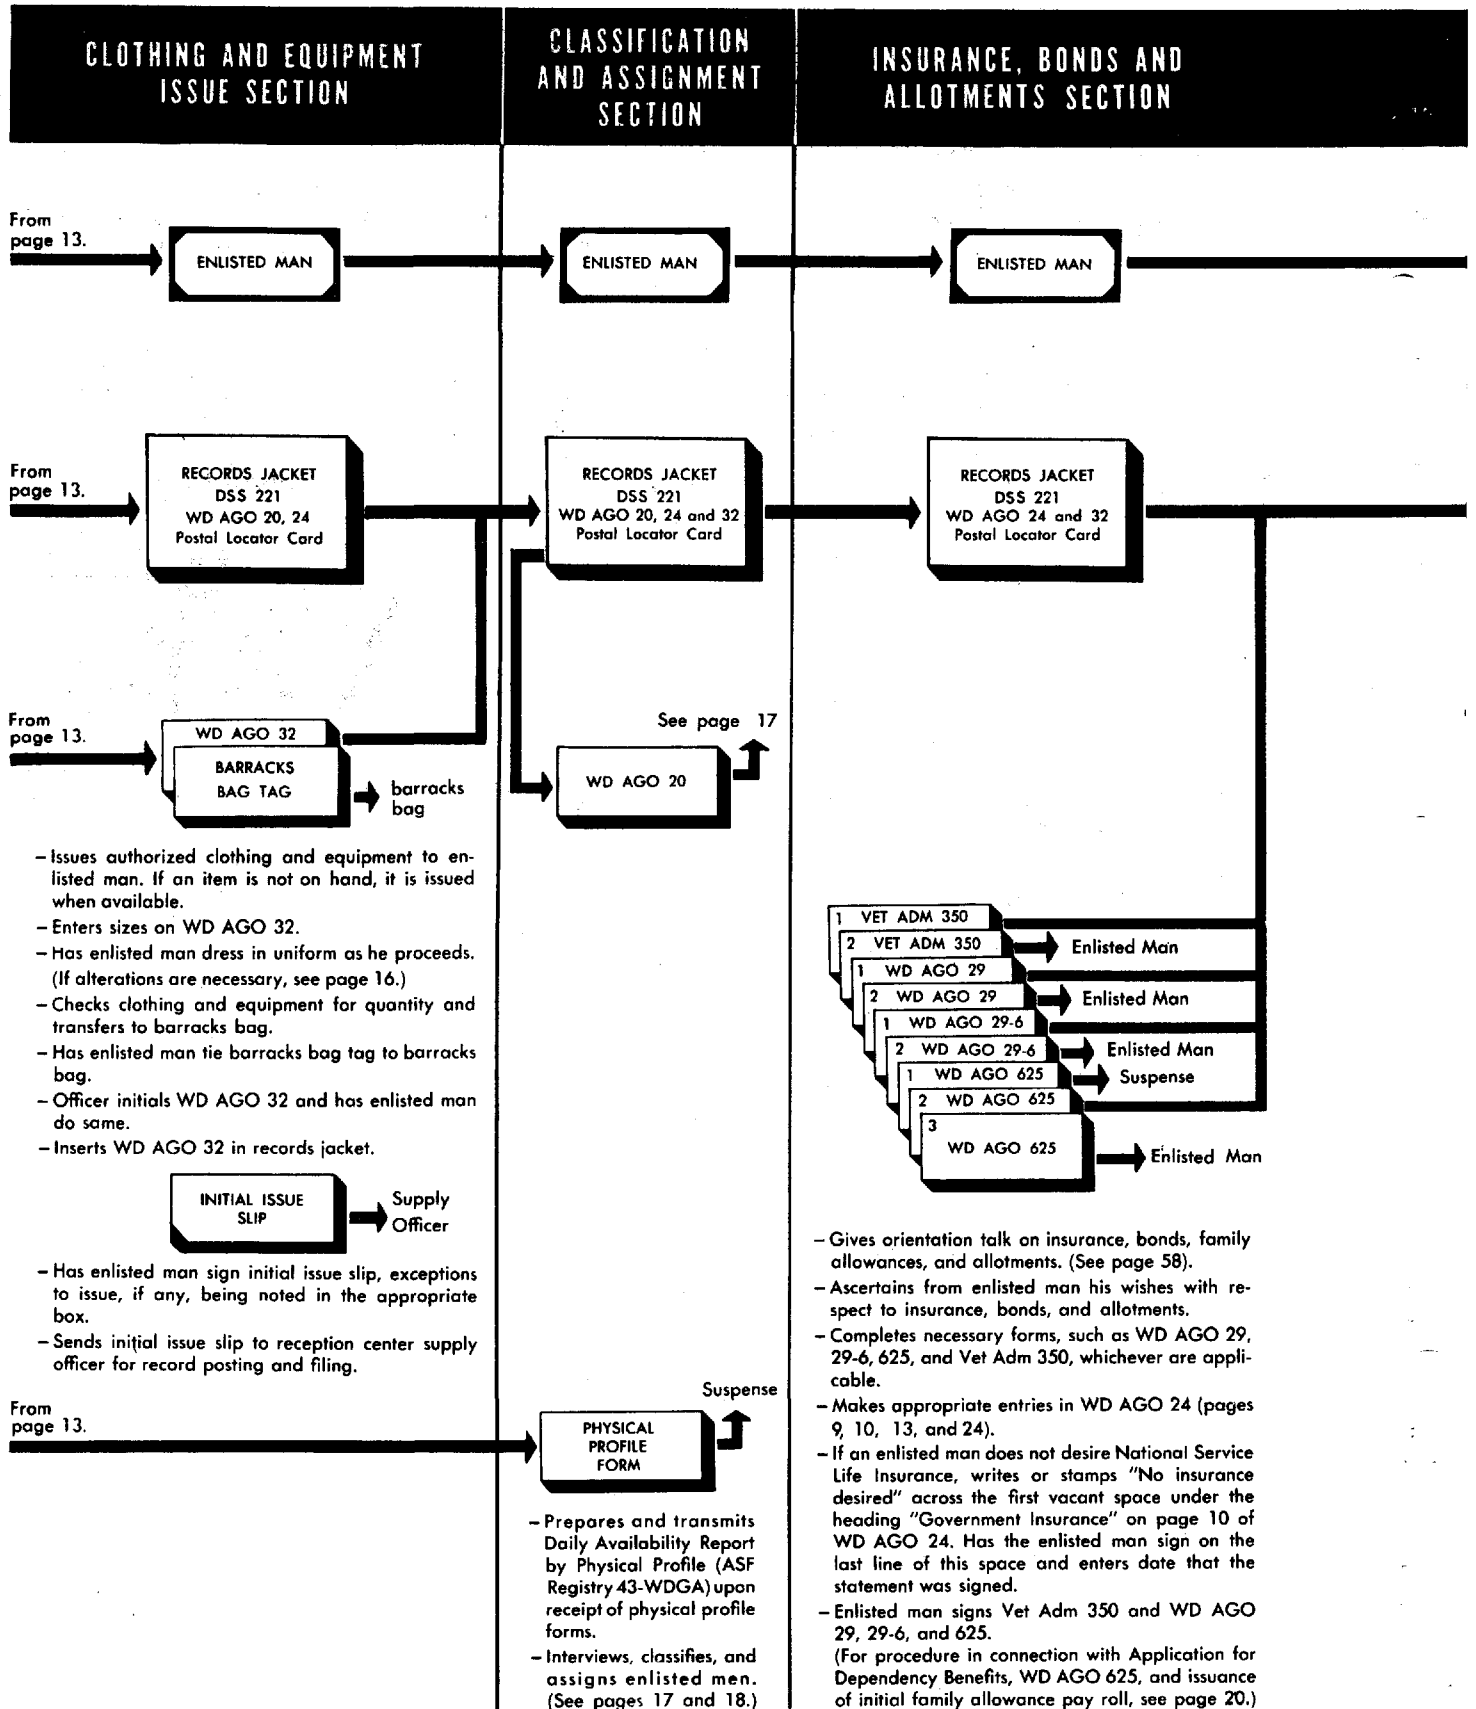 CLOTHING AND EQUIPMENT
ISSUE SECTION
CLASSIFICATION
AND ASSIGNMENT
SECTION
INSURANCE, BONDS AND
ALLOTMENTS SECTION
From
page 13.
ENLISTED MAN
ENLISTED MAN
ENLISTED MAN
From
page 13.
RECORDS JACKET
DSS 221
WD AGO 20, 24
Postal Locator Card
RECORDS JACKET
DSS 221
WD AGO 20, 24 and 32
Postal Locator Card
RECORDS JACKET
DSS 221
WD AGO 24 and 32
Postal Locator Card
From
page 13.
WD AGO 32
BARRACKS
BAG TAG
barracks
bag
– Issues authorized clothing and equipment to en-
listed man. If an item is not on hand, it is issued
when available.
– Enters sizes on WD AGO 32.
– Has enlisted man dress in uniform as he proceeds.
(If alterations are necessary, see page 16.)
– Checks clothing and equipment for quantity and
transfers to barracks bag.
– Has enlisted man tie barracks bag tag to barracks
bag.
– Officer initials WD AGO 32 and has enlisted man
do same.
– Inserts WD AGO 32 in records jacket.
INITIAL ISSUE
SLIP
Supply
Officer
– Has enlisted man sign initial issue slip, exceptions
to issue, if any, being noted in the appropriate
box.
– Sends initial issue slip to reception center supply
officer for record posting and filing.
From
page 13.
See page 17
WD AGO 20
Suspense
PHYSICAL
PROFILE
FORM
– Prepares and transmits
Daily Availability Report
by Physical Profile (ASF
Registry 43-WDGA) upon
receipt of physical profile
forms.
– Interviews, classifies, and
assigns enlisted men.
(See pages 17 and 18.)
1 VET ADM 350
2 VET ADM 350
Enlisted Man
1 WD AGO 29
2 WD AGO 29
Enlisted Man
1 WD AGO 29-6
2 WD AGO 29-6
Enlisted Man
1 WD AGO 625
Suspense
2 WD AGO 625
3
WD AGO 625
Enlisted Man
– Gives orientation talk on insurance, bonds, family
allowances, and allotments. (See page 58).
– Ascertains from enlisted man his wishes with re-
spect to insurance, bonds, and allotments.
– Completes necessary forms, such as WD AGO 29,
29-6, 625, and Vet Adm 350, whichever are appli-
cable.
– Makes appropriate entries in WD AGO 24 (pages
9, 10, 13, and 24).
– If an enlisted man does not desire National Service
Life Insurance, writes or stamps "No insurance
desired" across the first vacant space under the
heading "Government Insurance" on page 10 of
WD AGO 24. Has the enlisted man sign on the
last line of this space and enters date that the
statement was signed.
– Enlisted man signs Vet Adm 350 and WD AGO
29, 29-6, and 625.
(For procedure in connection with Application for
Dependency Benefits, WD AGO 625, and issuance
of initial family allowance pay roll, see page 20.)